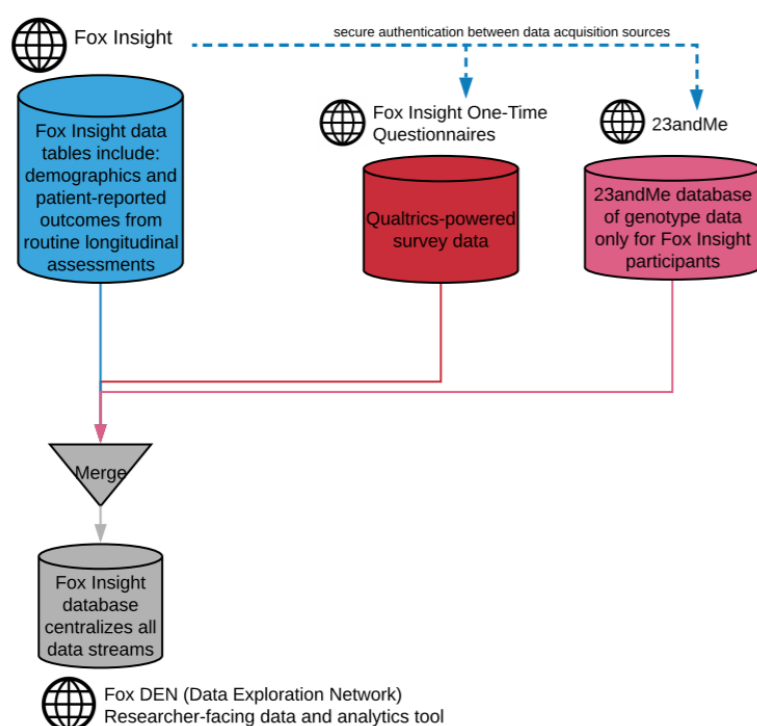 Fox Insight
secure authentication between data acquisition sources
Fox Insight data
tables include:
demographics and
patient-reported
outcomes from
routine longitudinal
assessments
Fox Insight One-Time
Questionnaires
Qualtrics-powered
survey data
23andMe
23andMe database
of genotype data
only for Fox Insight
participants
Merge
Fox Insight
database
centralizes all
data streams
Fox DEN (Data Exploration Network)
Researcher-facing data and analytics tool